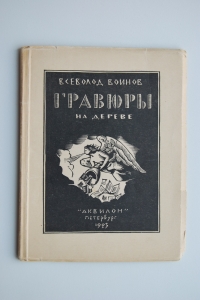 ВСЕВОЛОД ВОИНОВ
ГРАВЮРЫ
НА ДЕРЕВЕ
"АКВИЛОН"
ПЕТЕРБУРГ
1923